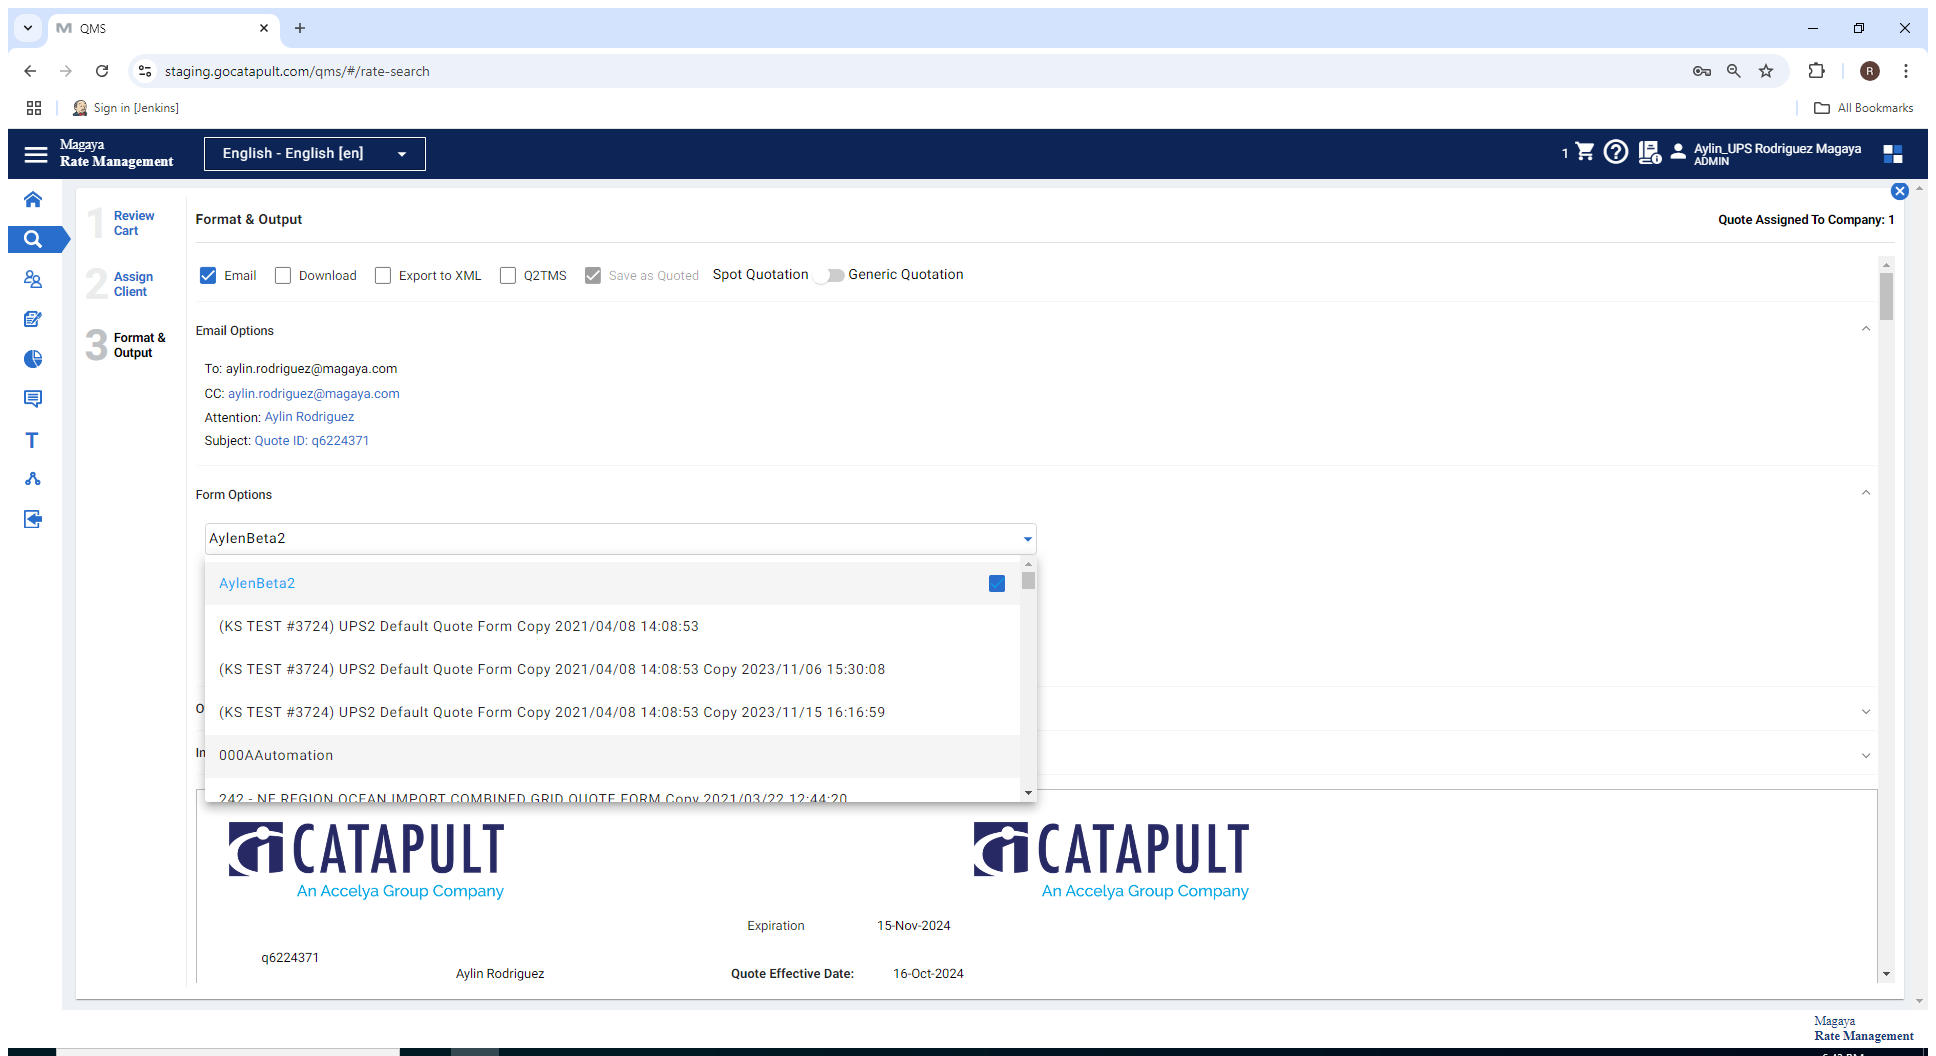 QMS
staging.gocatapult.com/qms/#/rate-search
R
Sign in [Jenkins]
All Bookmarks
Magaya
Rate Management
English - English [en]
1
Aylin_UPS Rodriguez Magaya
ADMIN
1 Review Cart
2 Assign Client
3 Format & Output
Format & Output
Quote Assigned To Company: 1
Email
Download
Export to XML
Q2TMS
Save as Quoted
Spot Quotation
Generic Quotation
Email Options
To: aylin.rodriguez@magaya.com
CC: aylin.rodriguez@magaya.com
Attention: Aylin Rodriguez
Subject: Quote ID: q6224371
Form Options
AylenBeta2
AylenBeta2
(KS TEST #3724) UPS2 Default Quote Form Copy 2021/04/08 14:08:53
(KS TEST #3724) UPS2 Default Quote Form Copy 2021/04/08 14:08:53 Copy 2023/11/06 15:30:08
(KS TEST #3724) UPS2 Default Quote Form Copy 2021/04/08 14:08:53 Copy 2023/11/15 16:16:59
000AAutomation
242 - NE REGION OCEAN IMPORT COMBINED GRID QUOTE FORM Copy 2021/03/22 12:44:20
CATAPULT
An Accelya Group Company
CATAPULT
An Accelya Group Company
Expiration 15-Nov-2024
q6224371
Aylin Rodriguez
Quote Effective Date: 16-Oct-2024
Magaya
Rate Management